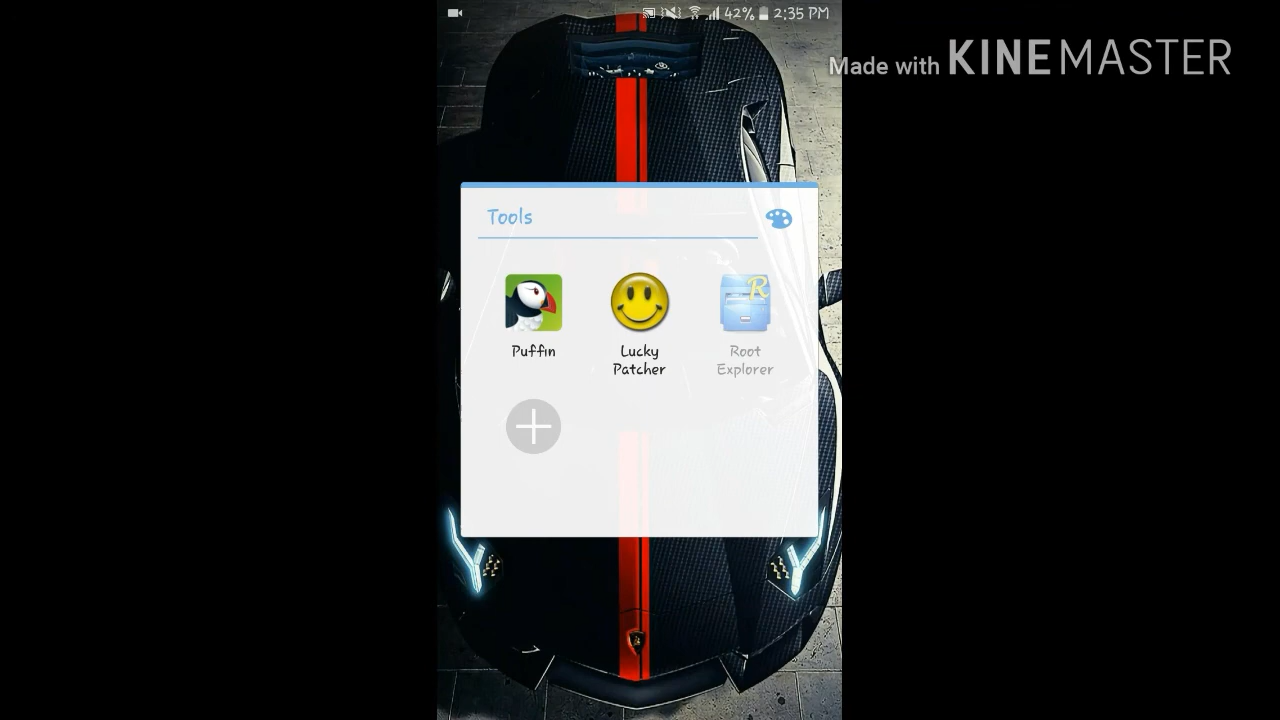 42% 2:35 PM
Made with KINEMASTER
Tools
R
Puffin
Lucky
Patcher
Root
Explorer